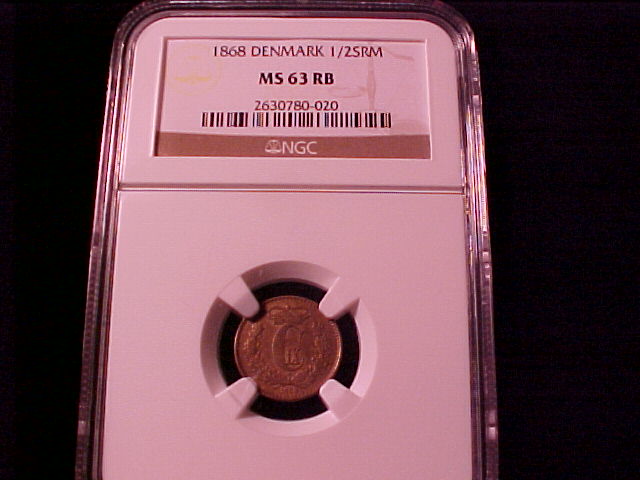 1868 DENMARK 1/2SRM
MS 63 RB
2630780-020
NGC